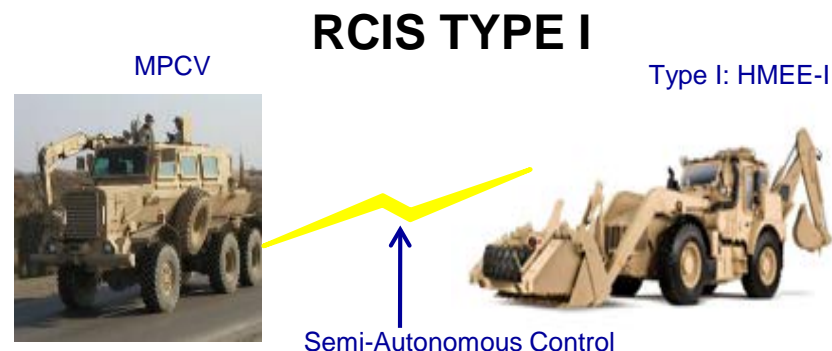 RCIS TYPE I
MPCV
Type I: HMEE-I
Semi-Autonomous Control